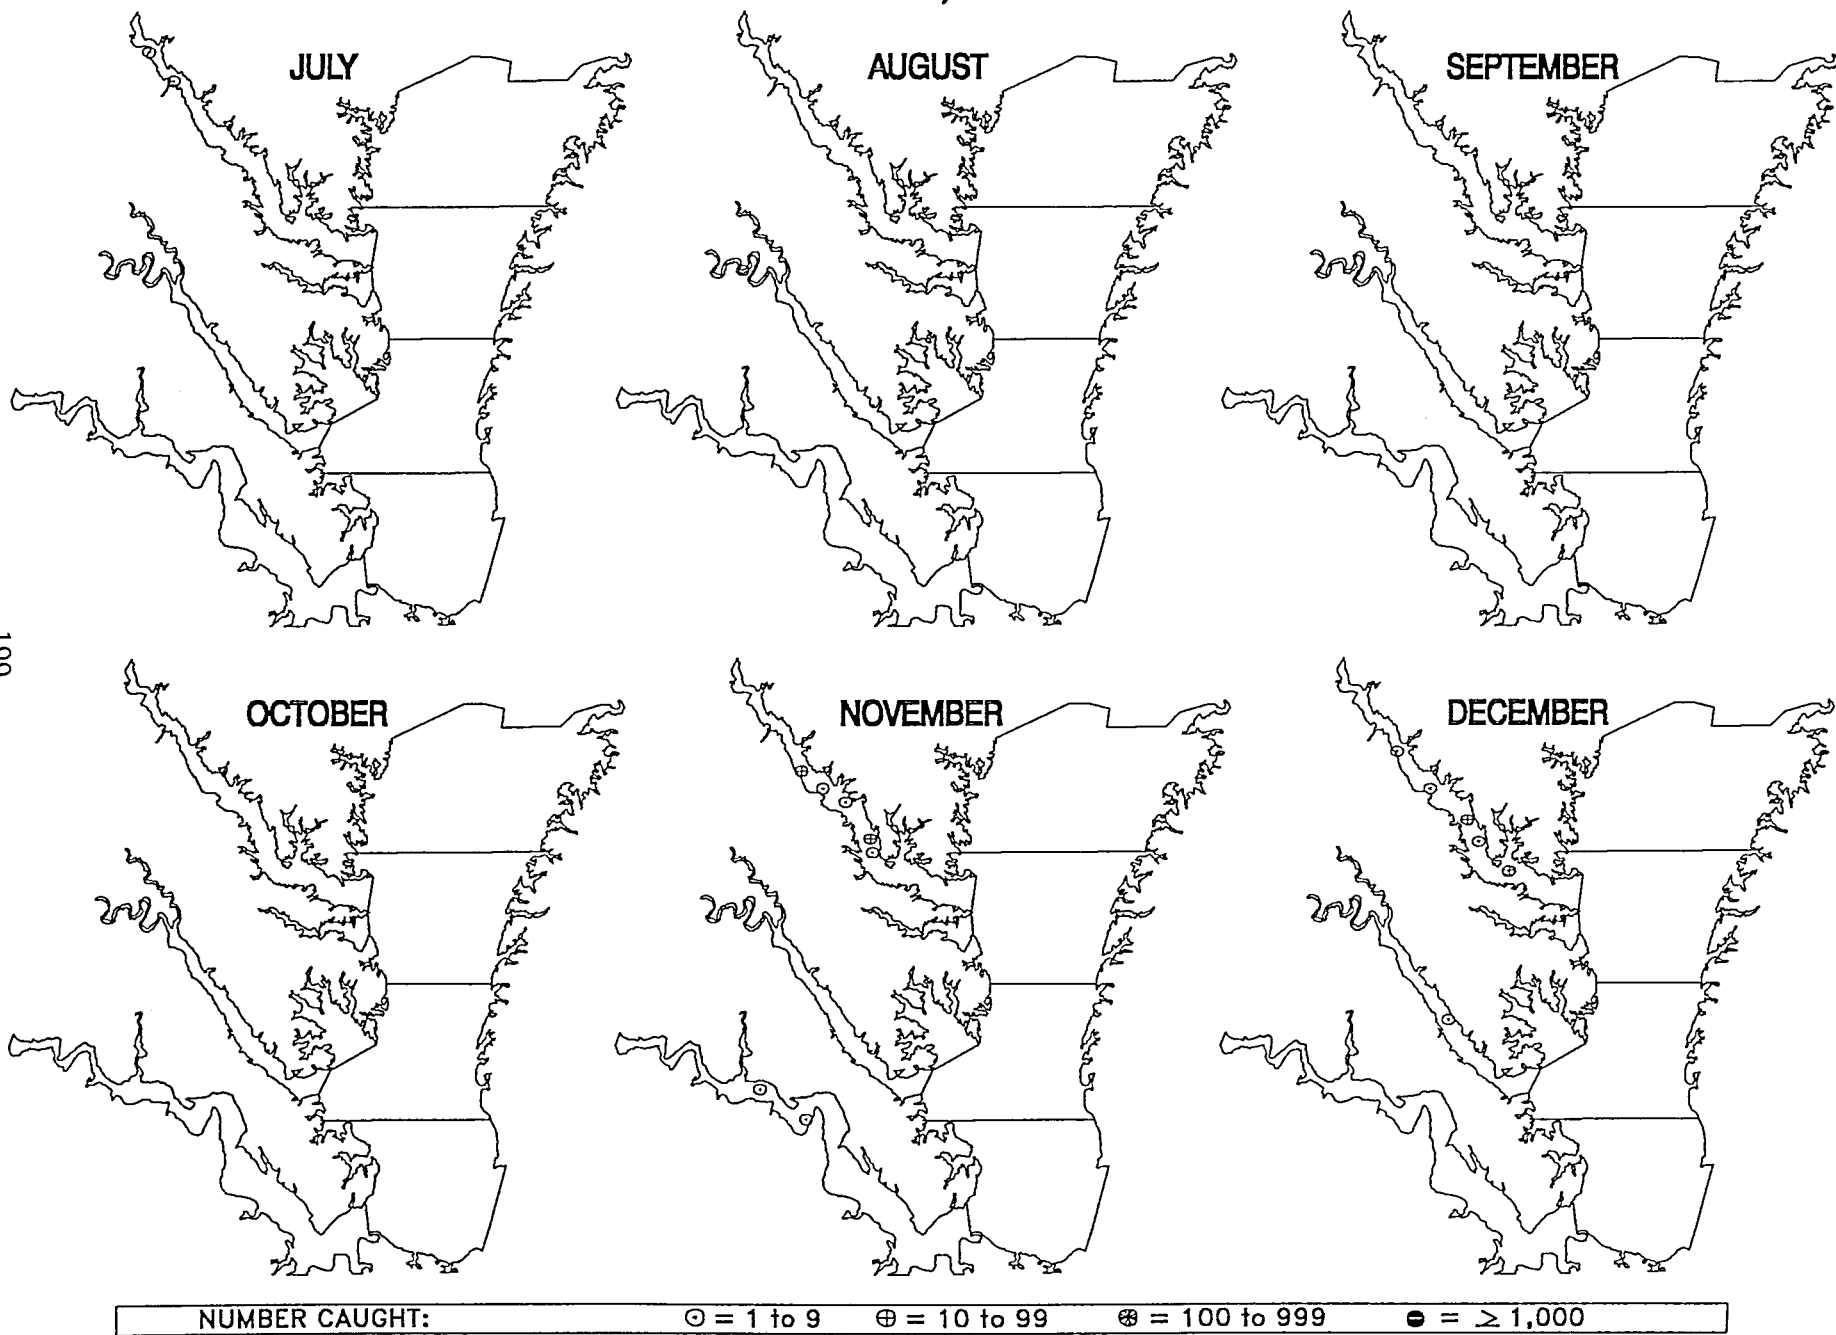 JULY
AUGUST
SEPTEMBER
OCTOBER
NOVEMBER
DECEMBER
NUMBER CAUGHT: ⊙ = 1 to 9 ⊕ = 10 to 99 ⊛ = 100 to 999 ⊖ = ≥ 1,000